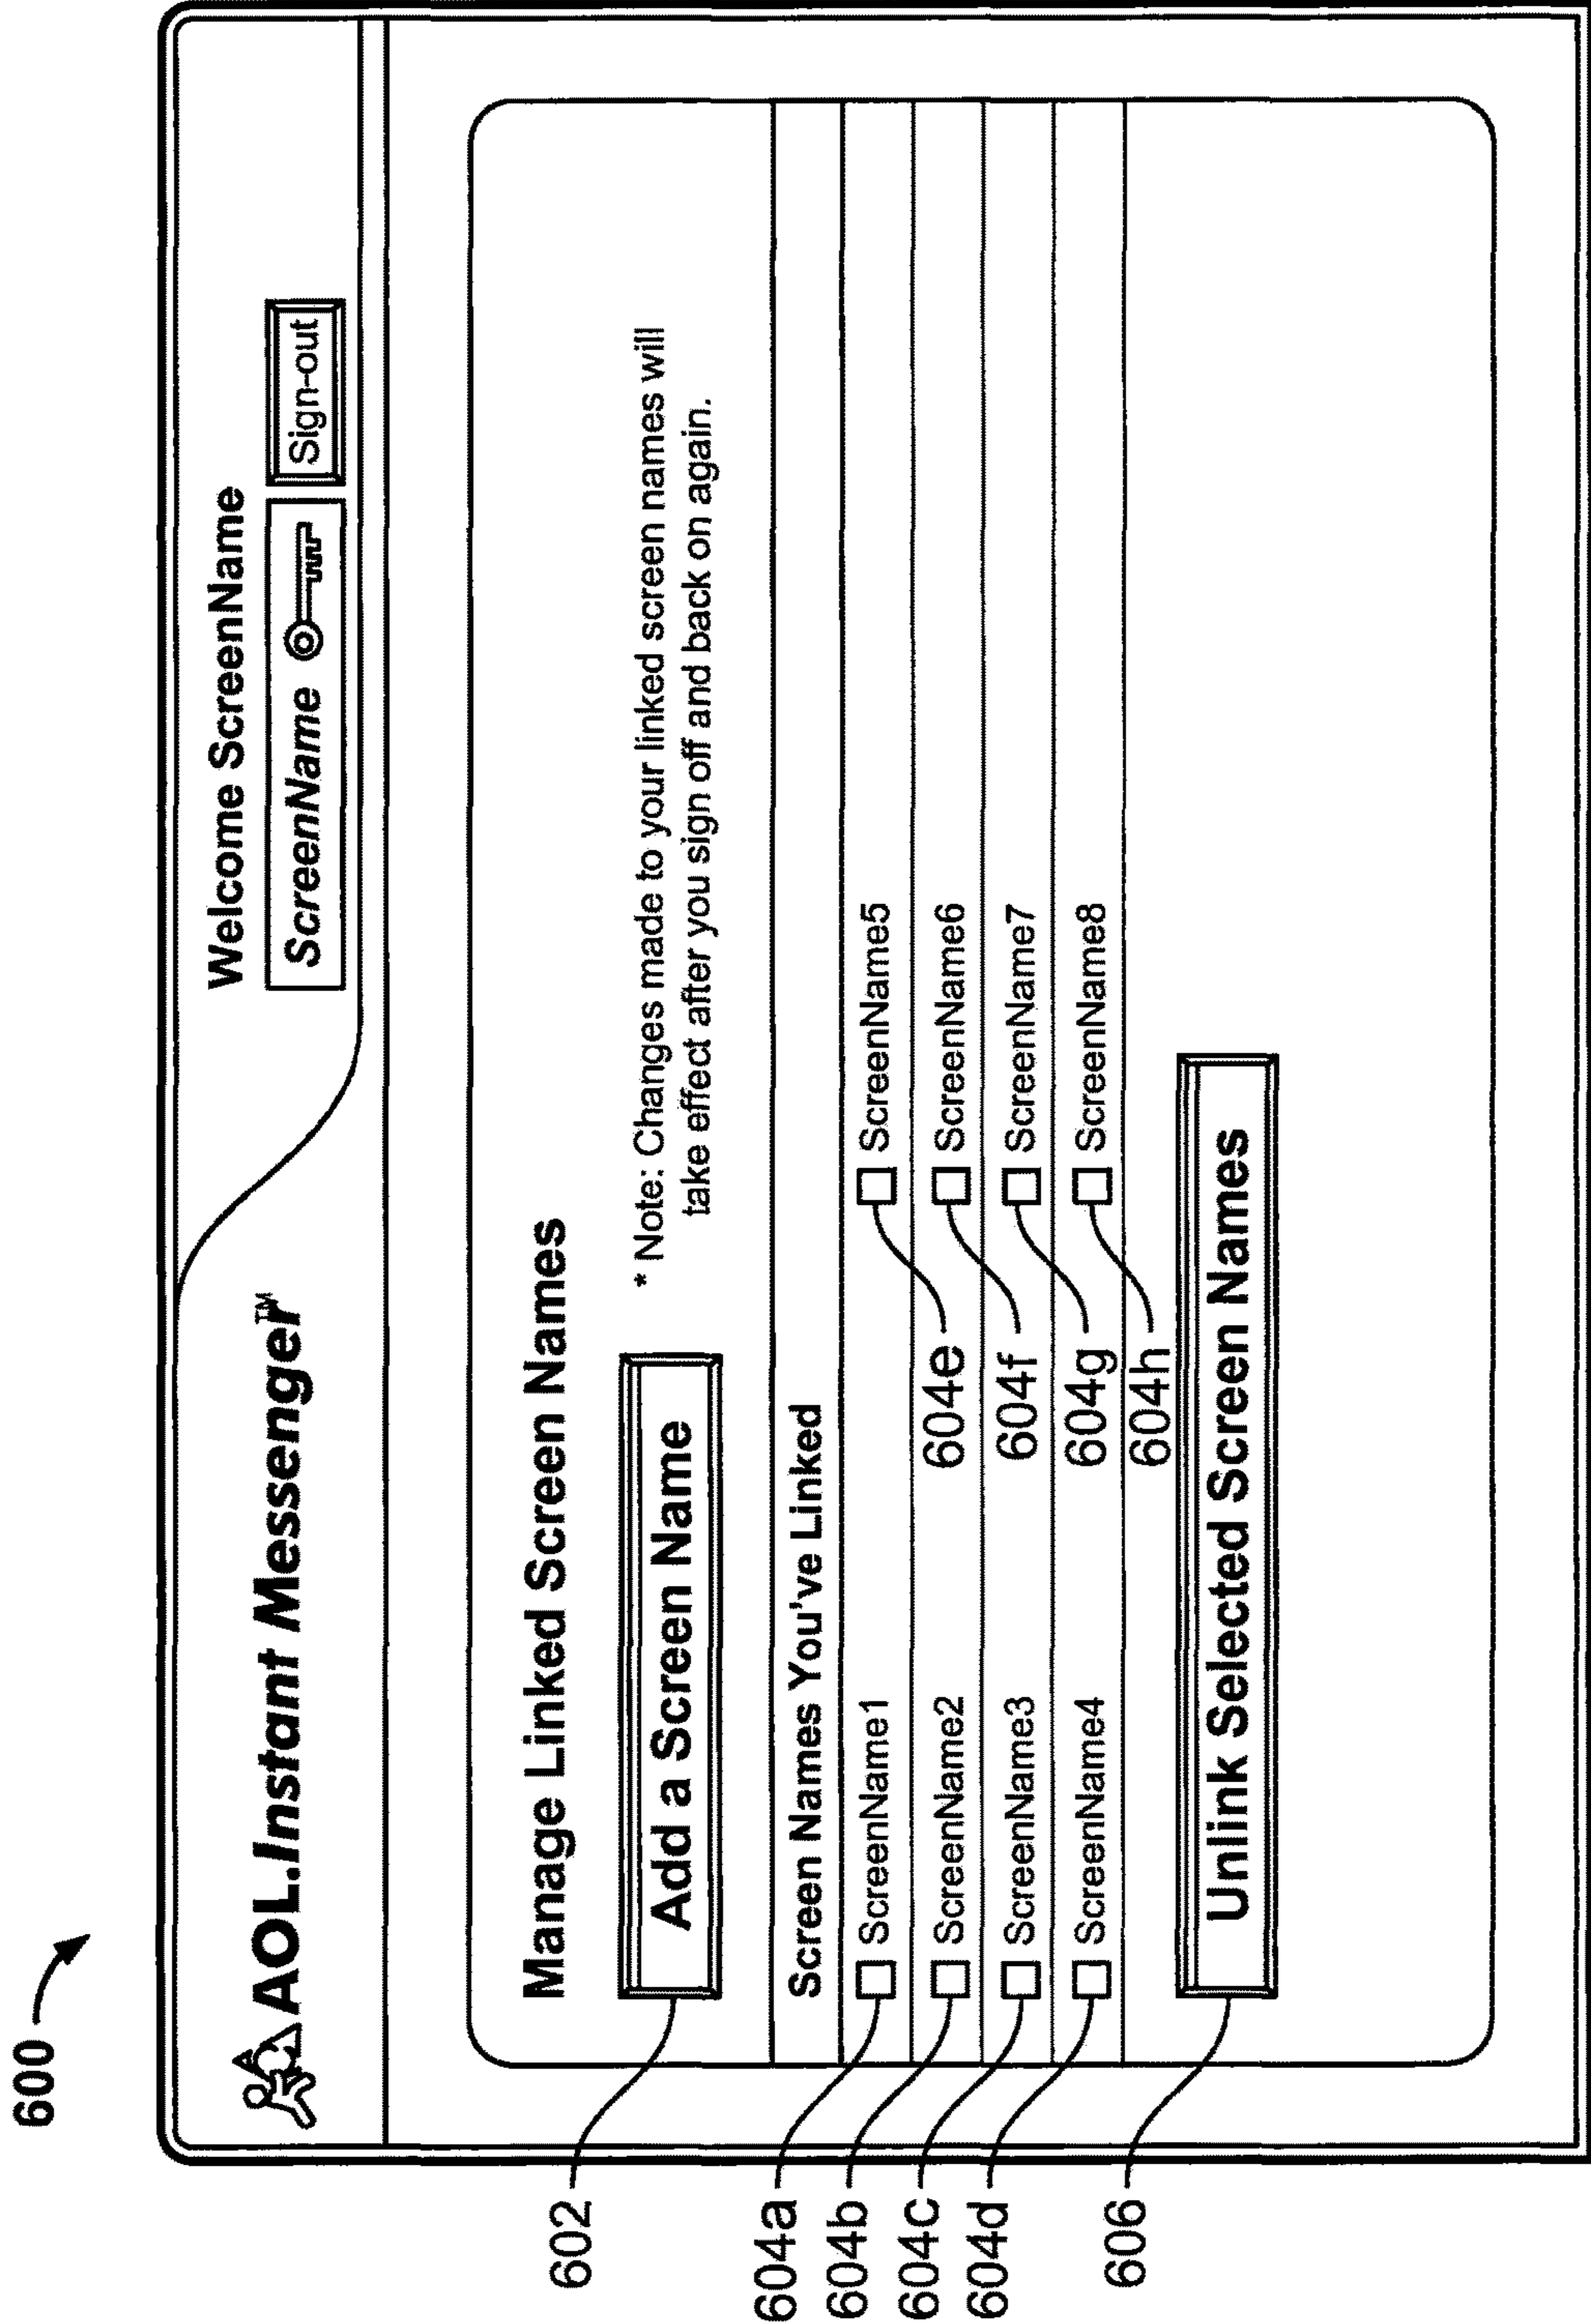 600
AOL.Instant Messenger™
Welcome ScreenName
ScreenName
Sign-out
Manage Linked Screen Names
602
Add a Screen Name
* Note: Changes made to your linked screen names will
take effect after you sign off and back on again.
Screen Names You've Linked
604a
ScreenName1
ScreenName5
604b
ScreenName2
604e
ScreenName6
604c
ScreenName3
604f
ScreenName7
604d
ScreenName4
604g
ScreenName8
604h
606
Unlink Selected Screen Names